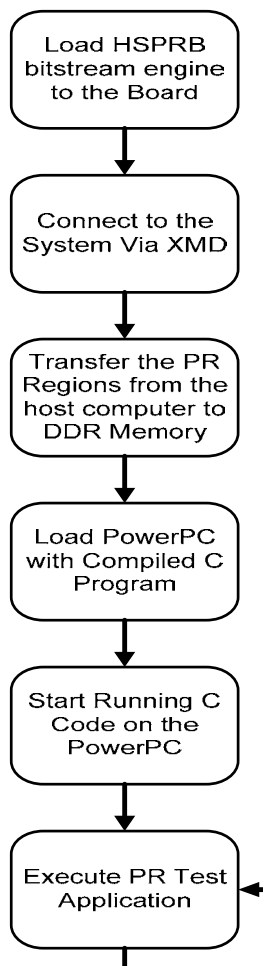 Load HSPRB
bitstream engine
to the Board
Connect to the
System Via XMD
Transfer the PR
Regions from the
host computer to
DDR Memory
Load PowerPC
with Compiled C
Program
Start Running C
Code on the
PowerPC
Execute PR Test
Application